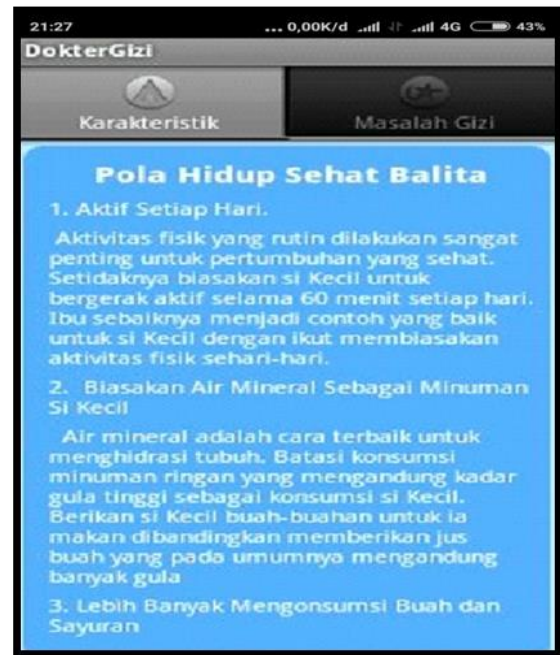 21:27 ... 0,00K/d 4G 43%
DokterGizi
Karakteristik Masalah Gizi
Pola Hidup Sehat Balita
1. Aktif Setiap Hari.
Aktivitas fisik yang rutin dilakukan sangat
penting untuk pertumbuhan yang sehat.
Setidaknya biasakan si Kecil untuk
bergerak aktif selama 60 menit setiap hari.
Ibu sebaiknya menjadi contoh yang baik
untuk si Kecil dengan ikut membiasakan
aktivitas fisik sehari-hari.
2. Biasakan Air Mineral Sebagai Minuman
Si Kecil
Air mineral adalah cara terbaik untuk
menghidrasi tubuh. Batasi konsumsi
minuman ringan yang mengandung kadar
gula tinggi sebagai konsumsi si Kecil.
Berikan si Kecil buah-buahan untuk ia
makan dibandingkan memberikan jus
buah yang pada umumnya mengandung
banyak gula
3. Lebih Banyak Mengonsumsi Buah dan
Sayuran